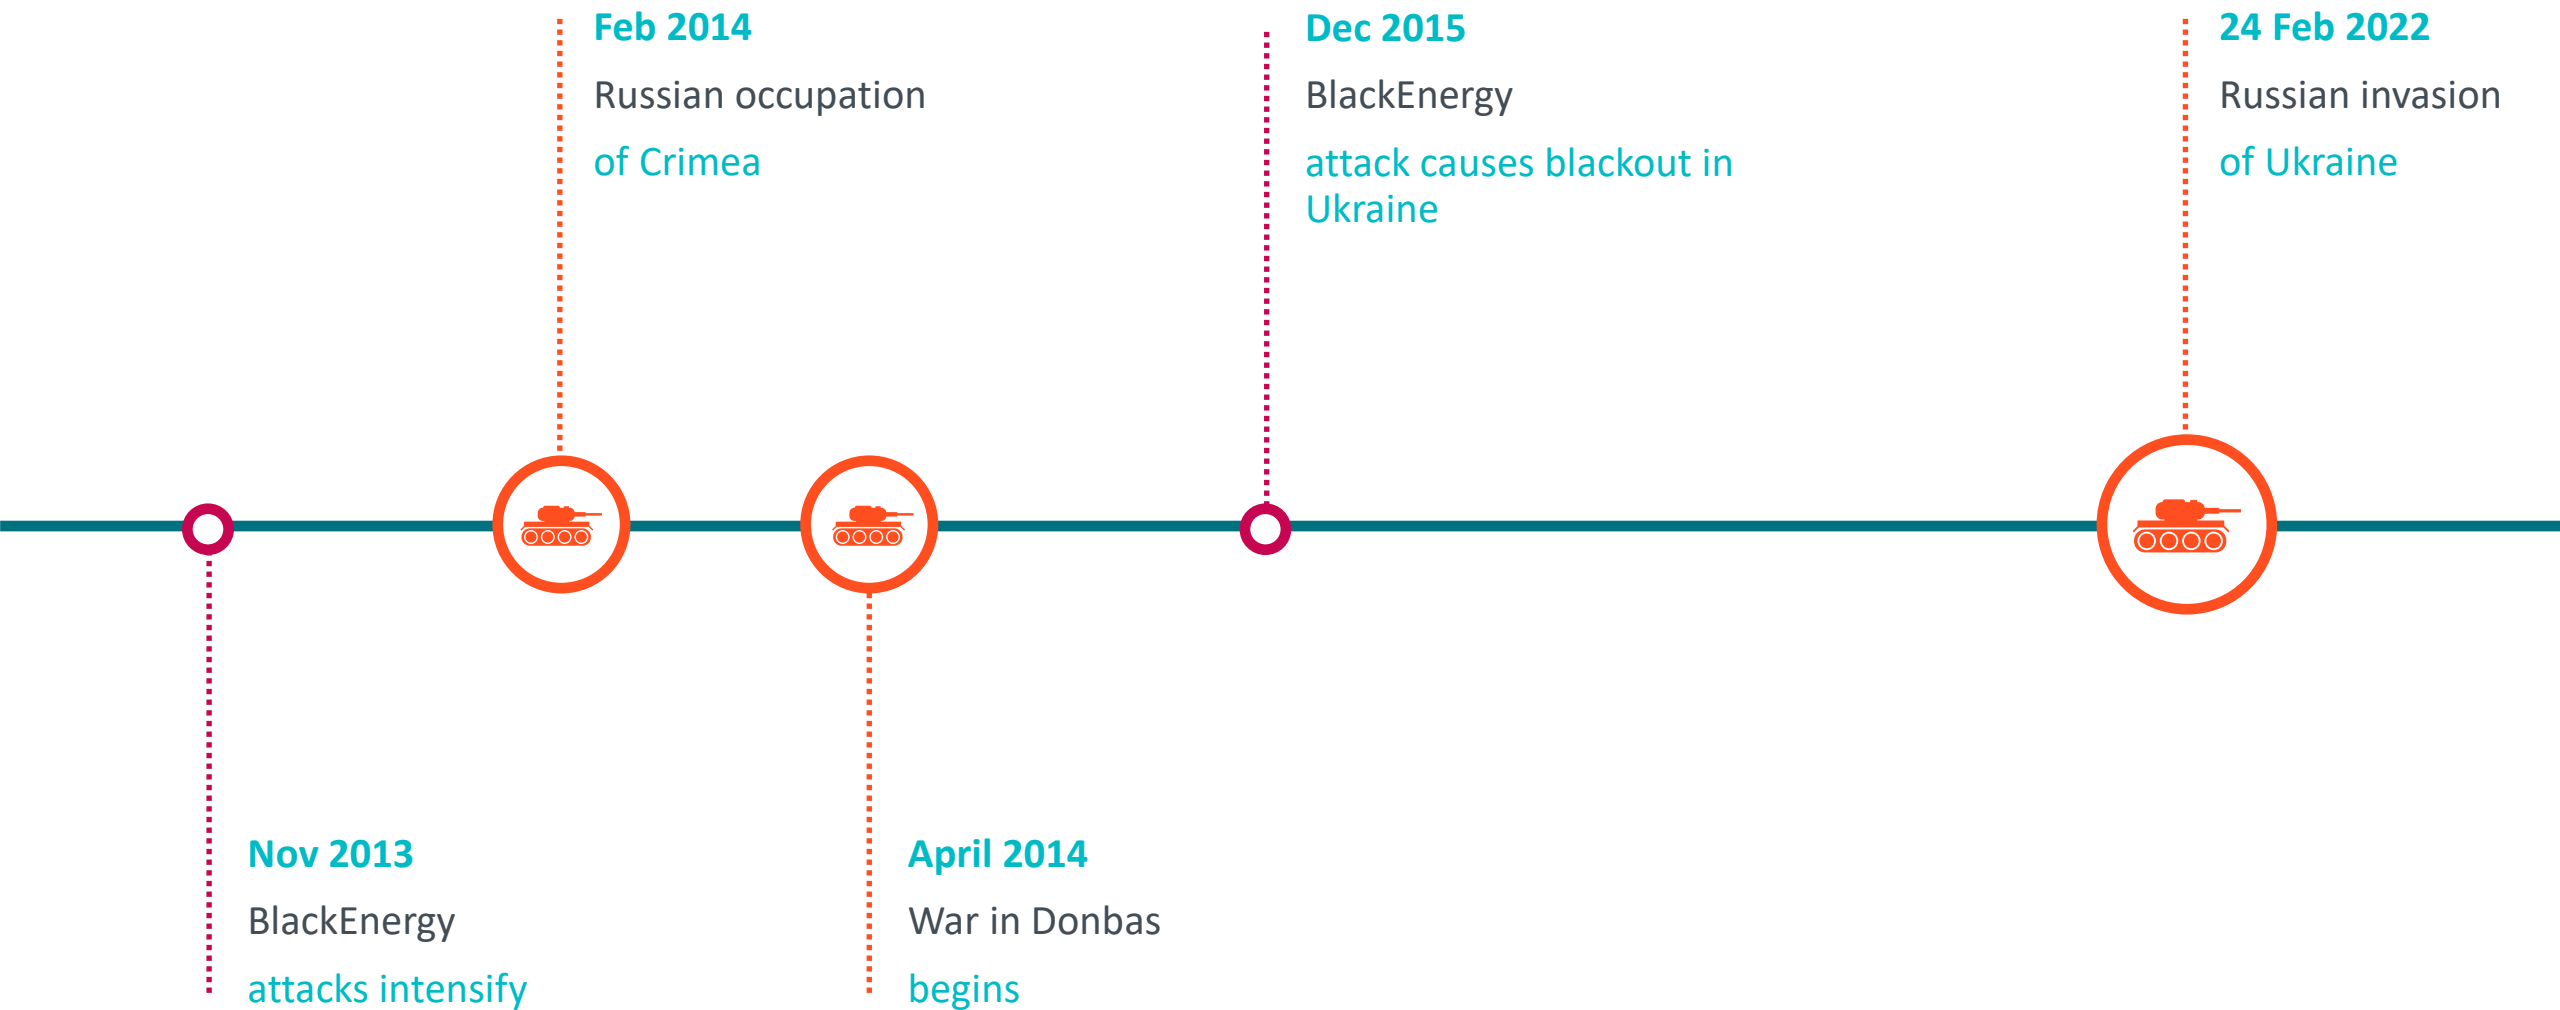 Feb 2014
Russian occupation
of Crimea
Dec 2015
BlackEnergy
attack causes blackout in
Ukraine
24 Feb 2022
Russian invasion
of Ukraine
Nov 2013
BlackEnergy
attacks intensify
April 2014
War in Donbas
begins